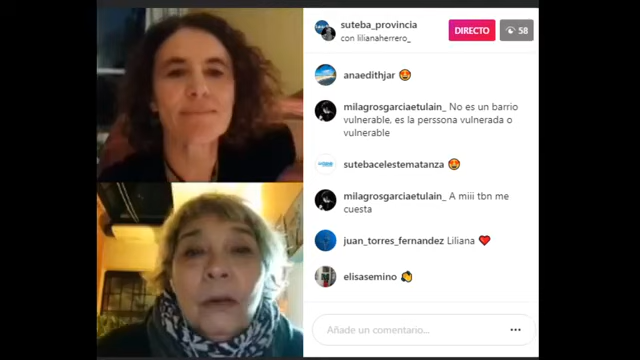 suteba_provincia
con lilianaherrero_
DIRECTO
58
anaedithjar
milagrosgarciaetulain_ No es un barrio
vulnerable, es la perssona vulnerada o
vulnerable
sutebacelestematanza
milagrosgarciaetulain_ A miii tbn me
cuesta
juan_torres_fernandez Liliana
elisasemino
Añade un comentario...